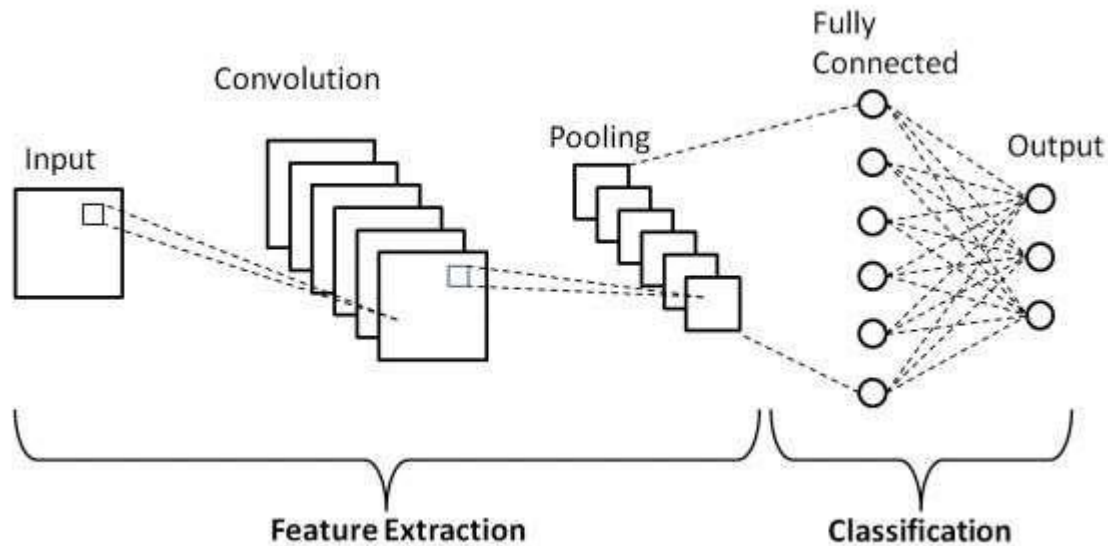 Input
Convolution
Pooling
Fully
Connected
Output
Feature Extraction
Classification